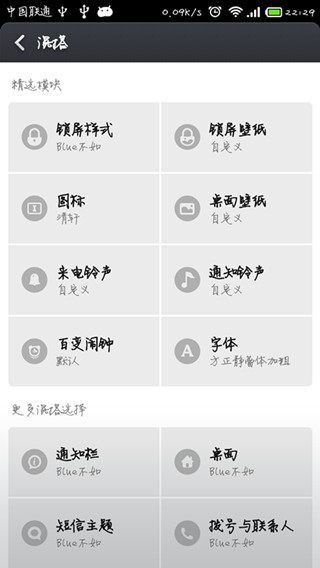 中国联通 0.09K/s 22:29
混搭
精选模块
锁屏样式 锁屏壁纸
Blue不如 自定义
图标 桌面壁纸
清轩 自定义
来电铃声 通知铃声
自定义 自定义
百变闹钟 字体
默认 方正静蕾体加粗
更多混搭选择
通知栏 桌面
Blue不如 Blue不如
短信主题 拨号与联系人
Blue不如 Blue不如